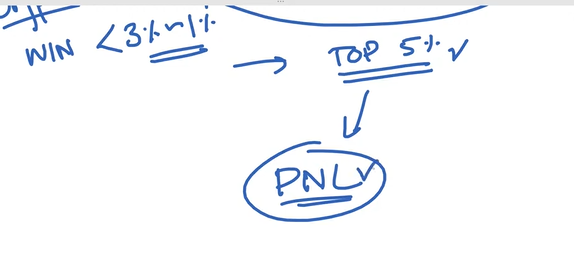 WIN <3% ~ 1%
TOP 5% ✓
PNL ✓